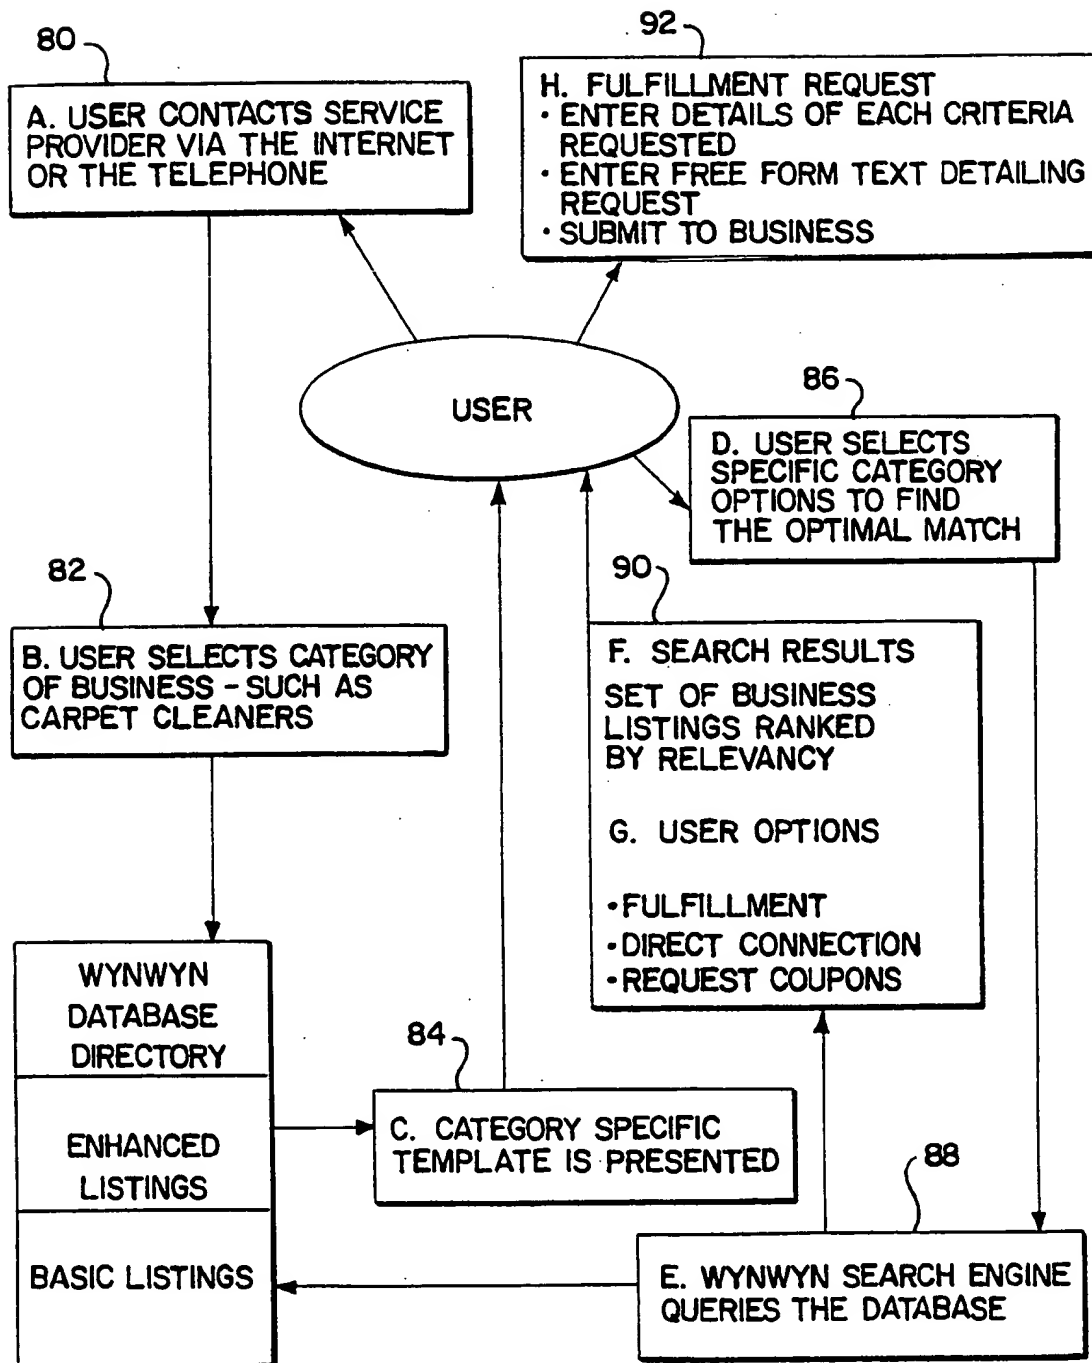 80
A. USER CONTACTS SERVICE
PROVIDER VIA THE INTERNET
OR THE TELEPHONE
92
H. FULFILLMENT REQUEST
· ENTER DETAILS OF EACH CRITERIA
REQUESTED
· ENTER FREE FORM TEXT DETAILING
REQUEST
· SUBMIT TO BUSINESS
USER
86
D. USER SELECTS
SPECIFIC CATEGORY
OPTIONS TO FIND
THE OPTIMAL MATCH
82
B. USER SELECTS CATEGORY
OF BUSINESS - SUCH AS
CARPET CLEANERS
90
F. SEARCH RESULTS
SET OF BUSINESS
LISTINGS RANKED
BY RELEVANCY
G. USER OPTIONS
· FULFILLMENT
· DIRECT CONNECTION
· REQUEST COUPONS
WYNWYN
DATABASE
DIRECTORY
ENHANCED
LISTINGS
BASIC LISTINGS
84
C. CATEGORY SPECIFIC
TEMPLATE IS PRESENTED
88
E. WYNWYN SEARCH ENGINE
QUERIES THE DATABASE